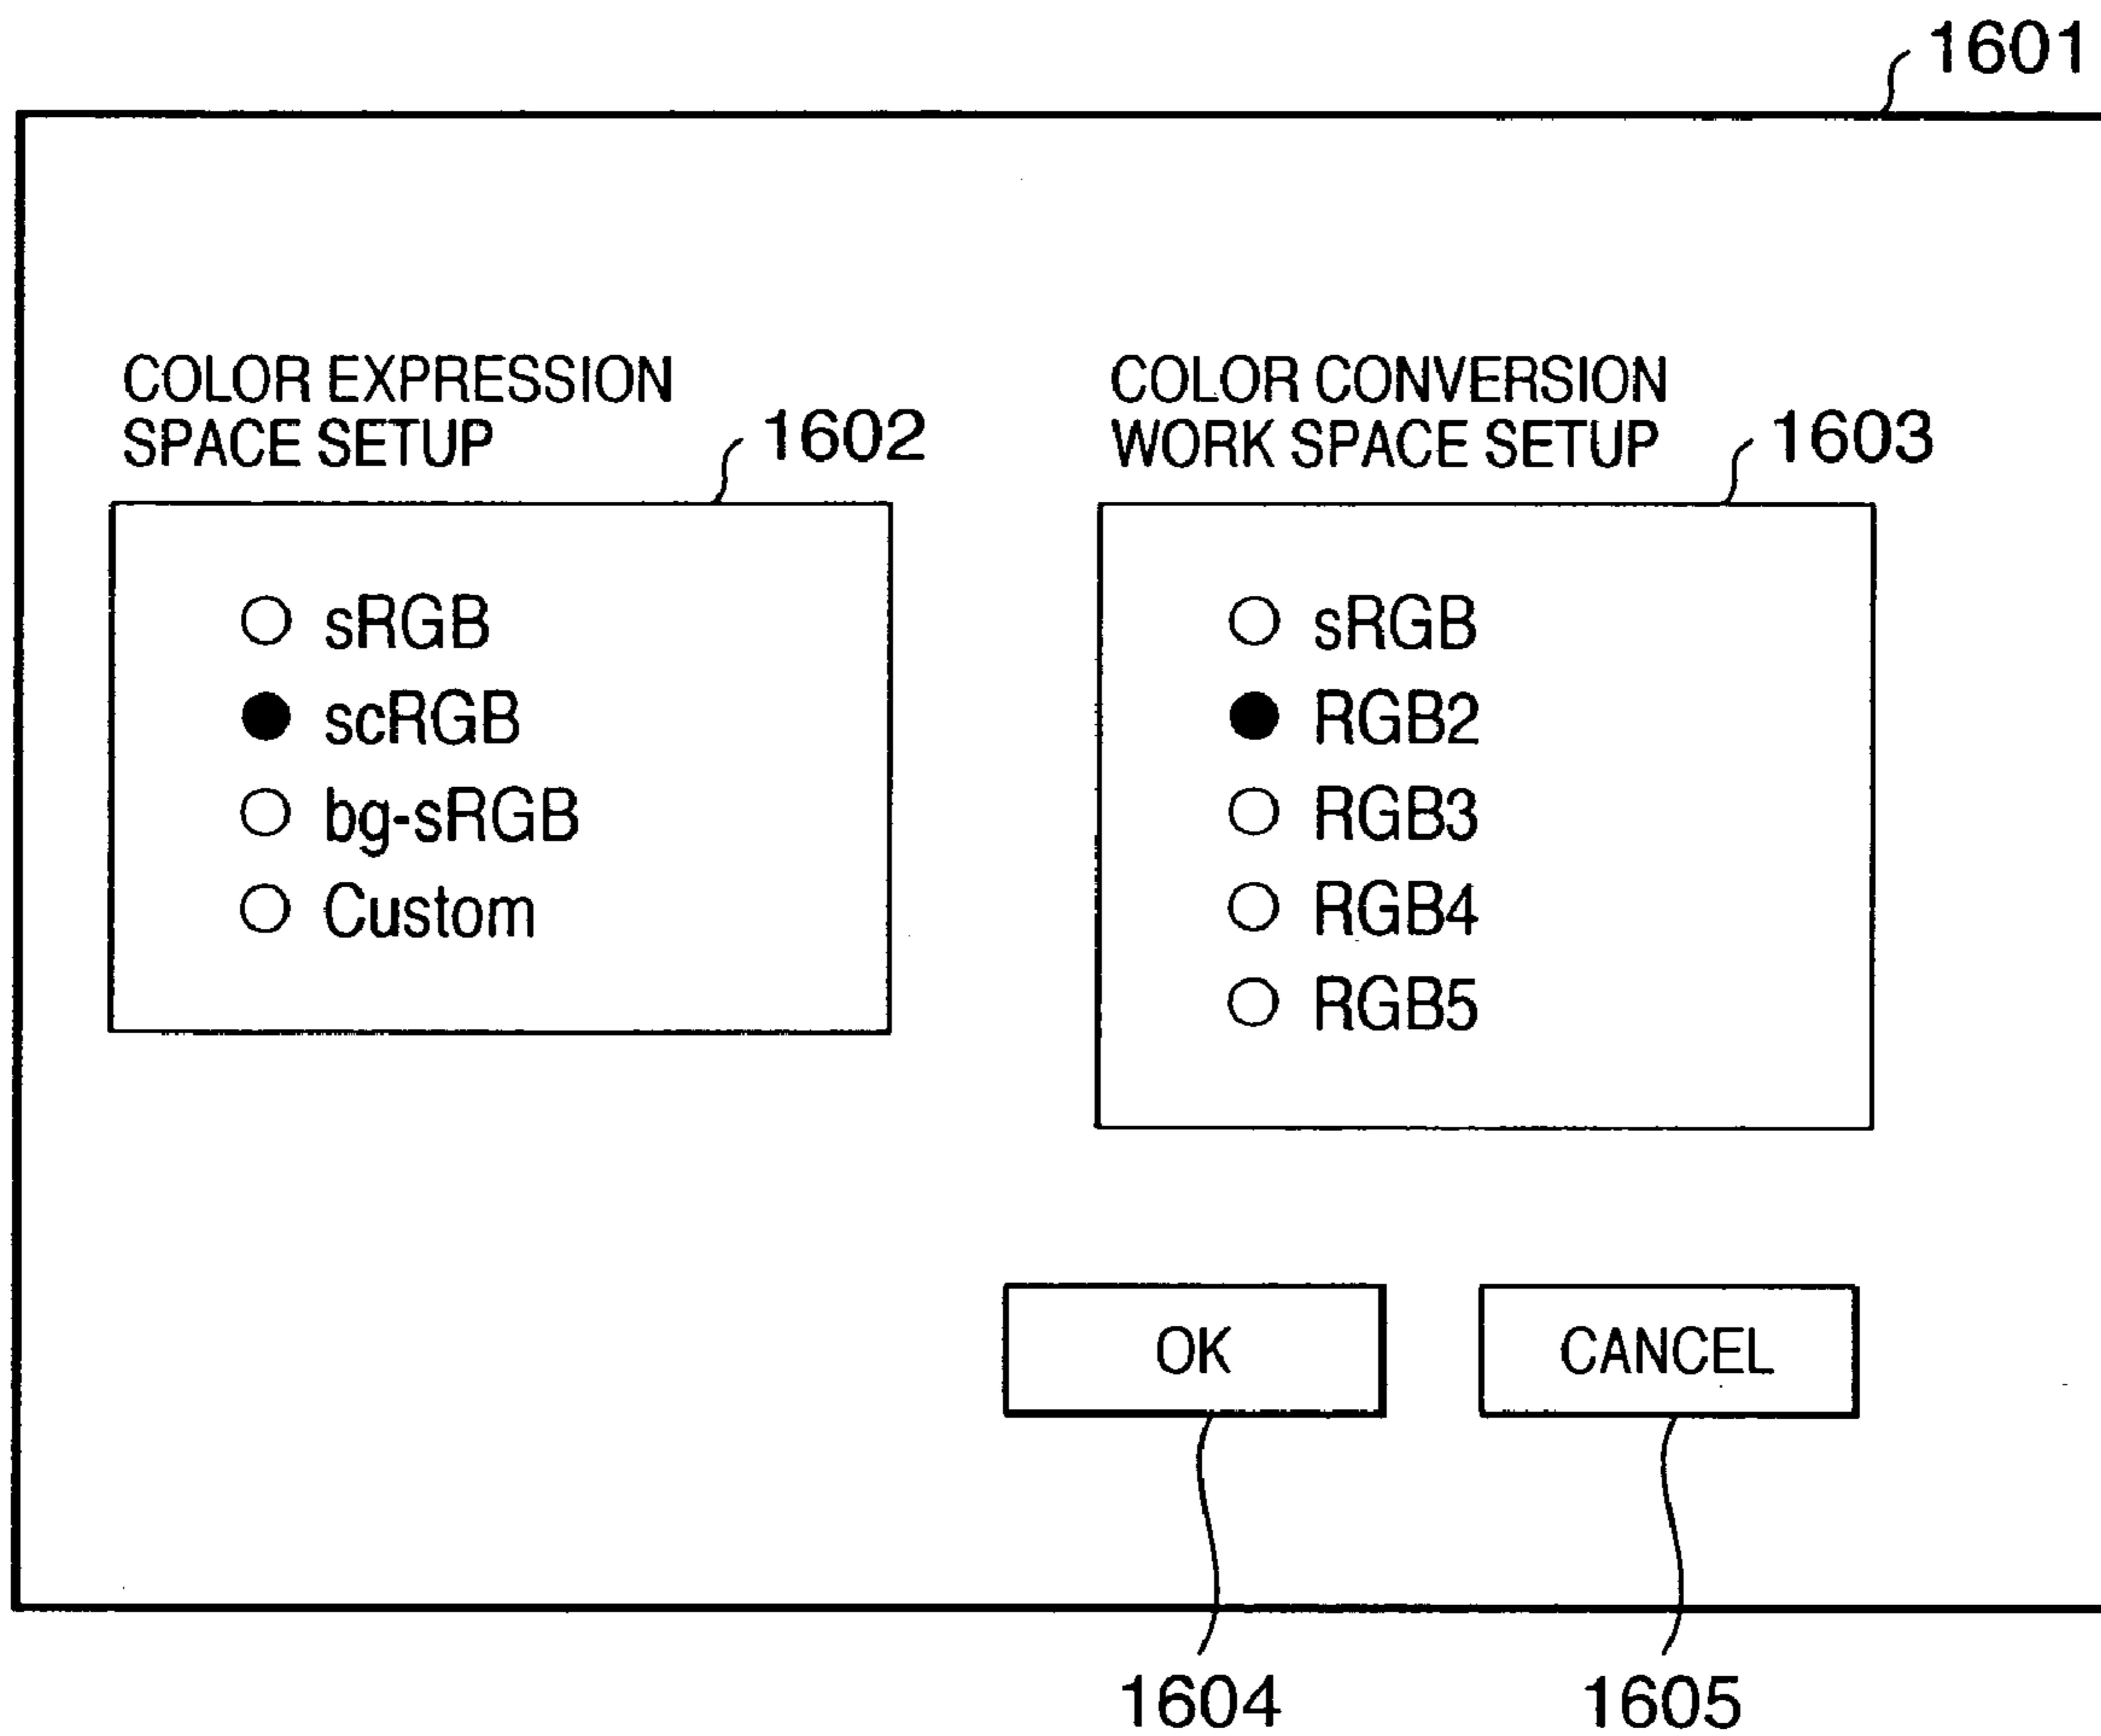 1601
COLOR EXPRESSION
SPACE SETUP
1602
sRGB
scRGB
bg-sRGB
Custom
COLOR CONVERSION
WORK SPACE SETUP
1603
sRGB
RGB2
RGB3
RGB4
RGB5
OK
CANCEL
1604
1605